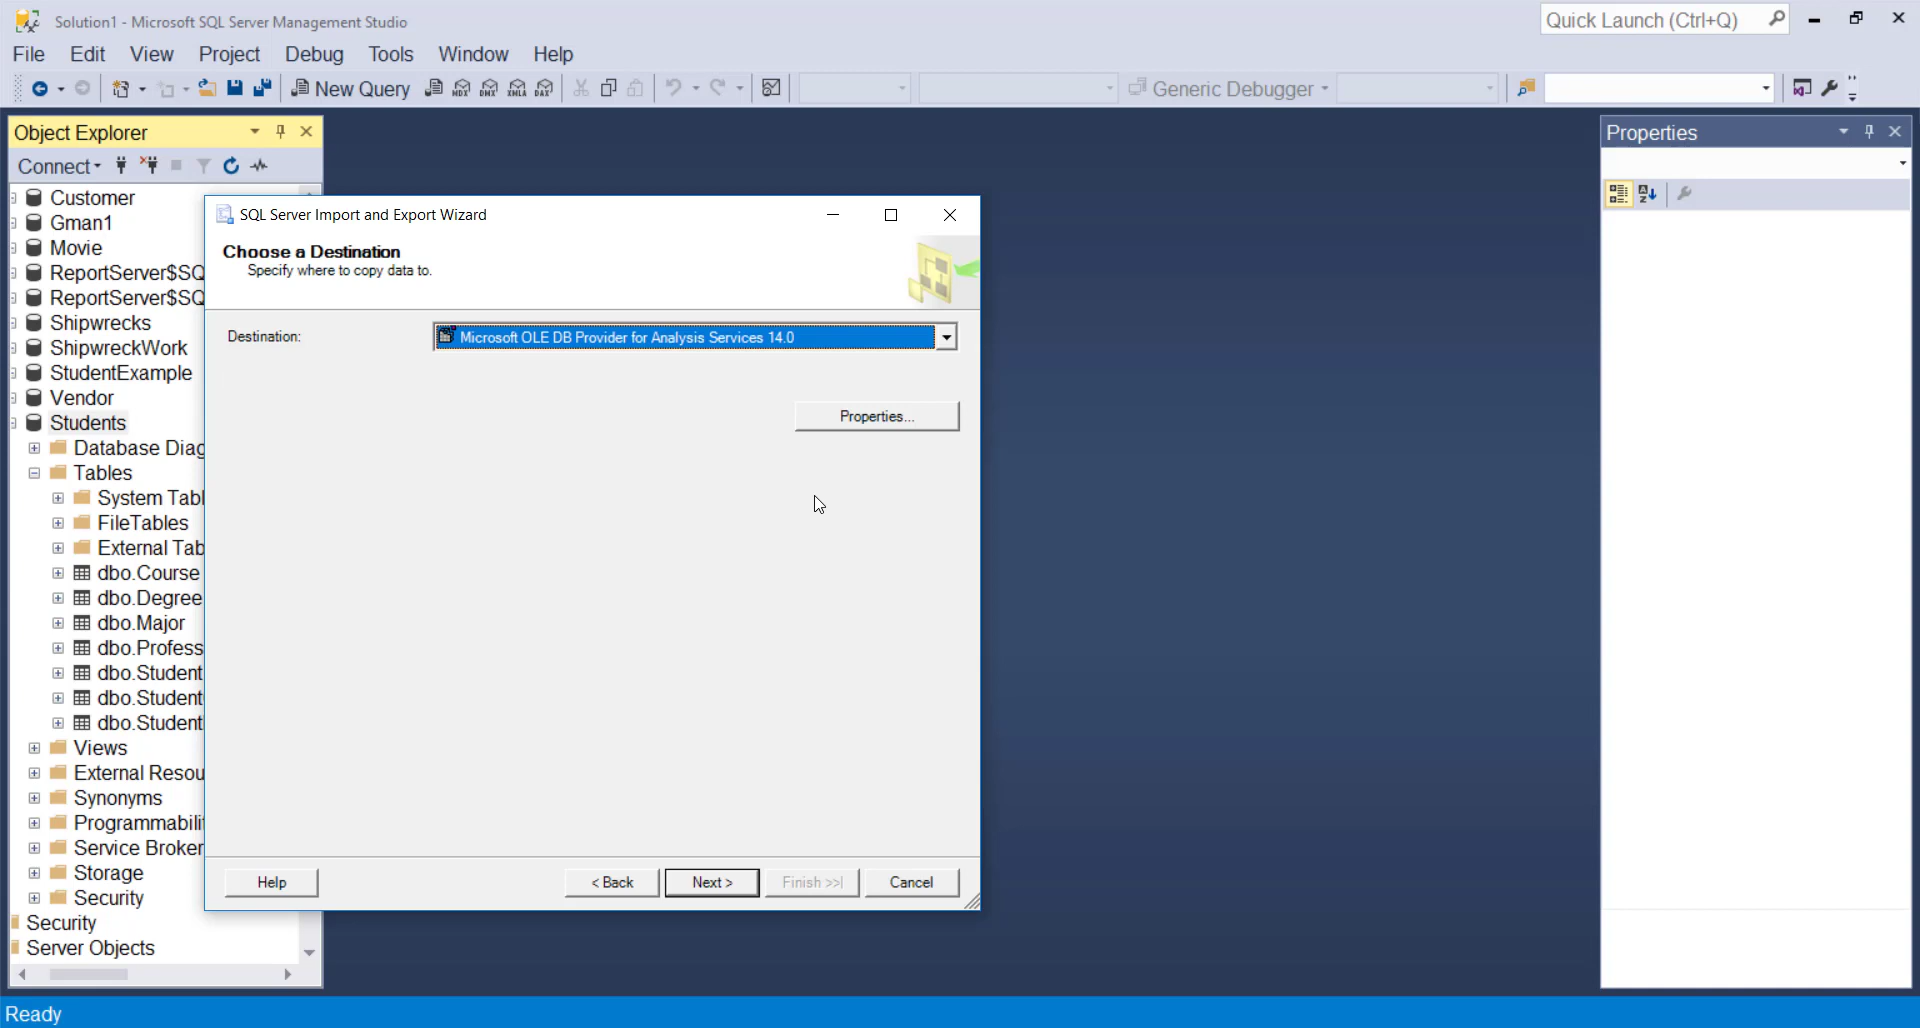 Solution1 - Microsoft SQL Server Management Studio
Quick Launch (Ctrl+Q)
File Edit View Project Debug Tools Window Help
New Query
MDX DMX XMLA DAX
Generic Debugger
Object Explorer
Connect
Customer
Gman1
Movie
ReportServer$SQ
ReportServer$SQ
Shipwrecks
ShipwreckWork
StudentExample
Vendor
Students
Database Diag
Tables
System Tabl
FileTables
External Tab
dbo.Course
dbo.Degree
dbo.Major
dbo.Profess
dbo.Student
dbo.Student
dbo.Student
Views
External Resou
Synonyms
Programmabilit
Service Broker
Storage
Security
Security
Server Objects
SQL Server Import and Export Wizard
Choose a Destination
Specify where to copy data to.
Destination:
Microsoft OLE DB Provider for Analysis Services 14.0
Properties...
Help
< Back
Next >
Finish >>|
Cancel
Properties
Ready